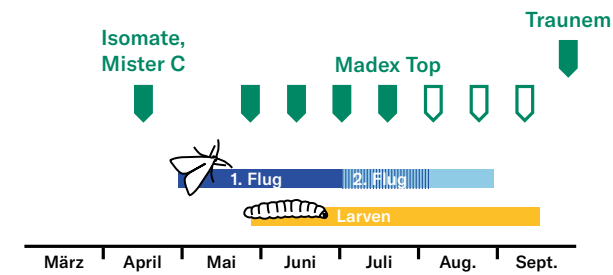 Traunem
Isomate,
Mister C
Madex Top
1. Flug
2. Flug
Larven
März
April
Mai
Juni
Juli
Aug.
Sept.